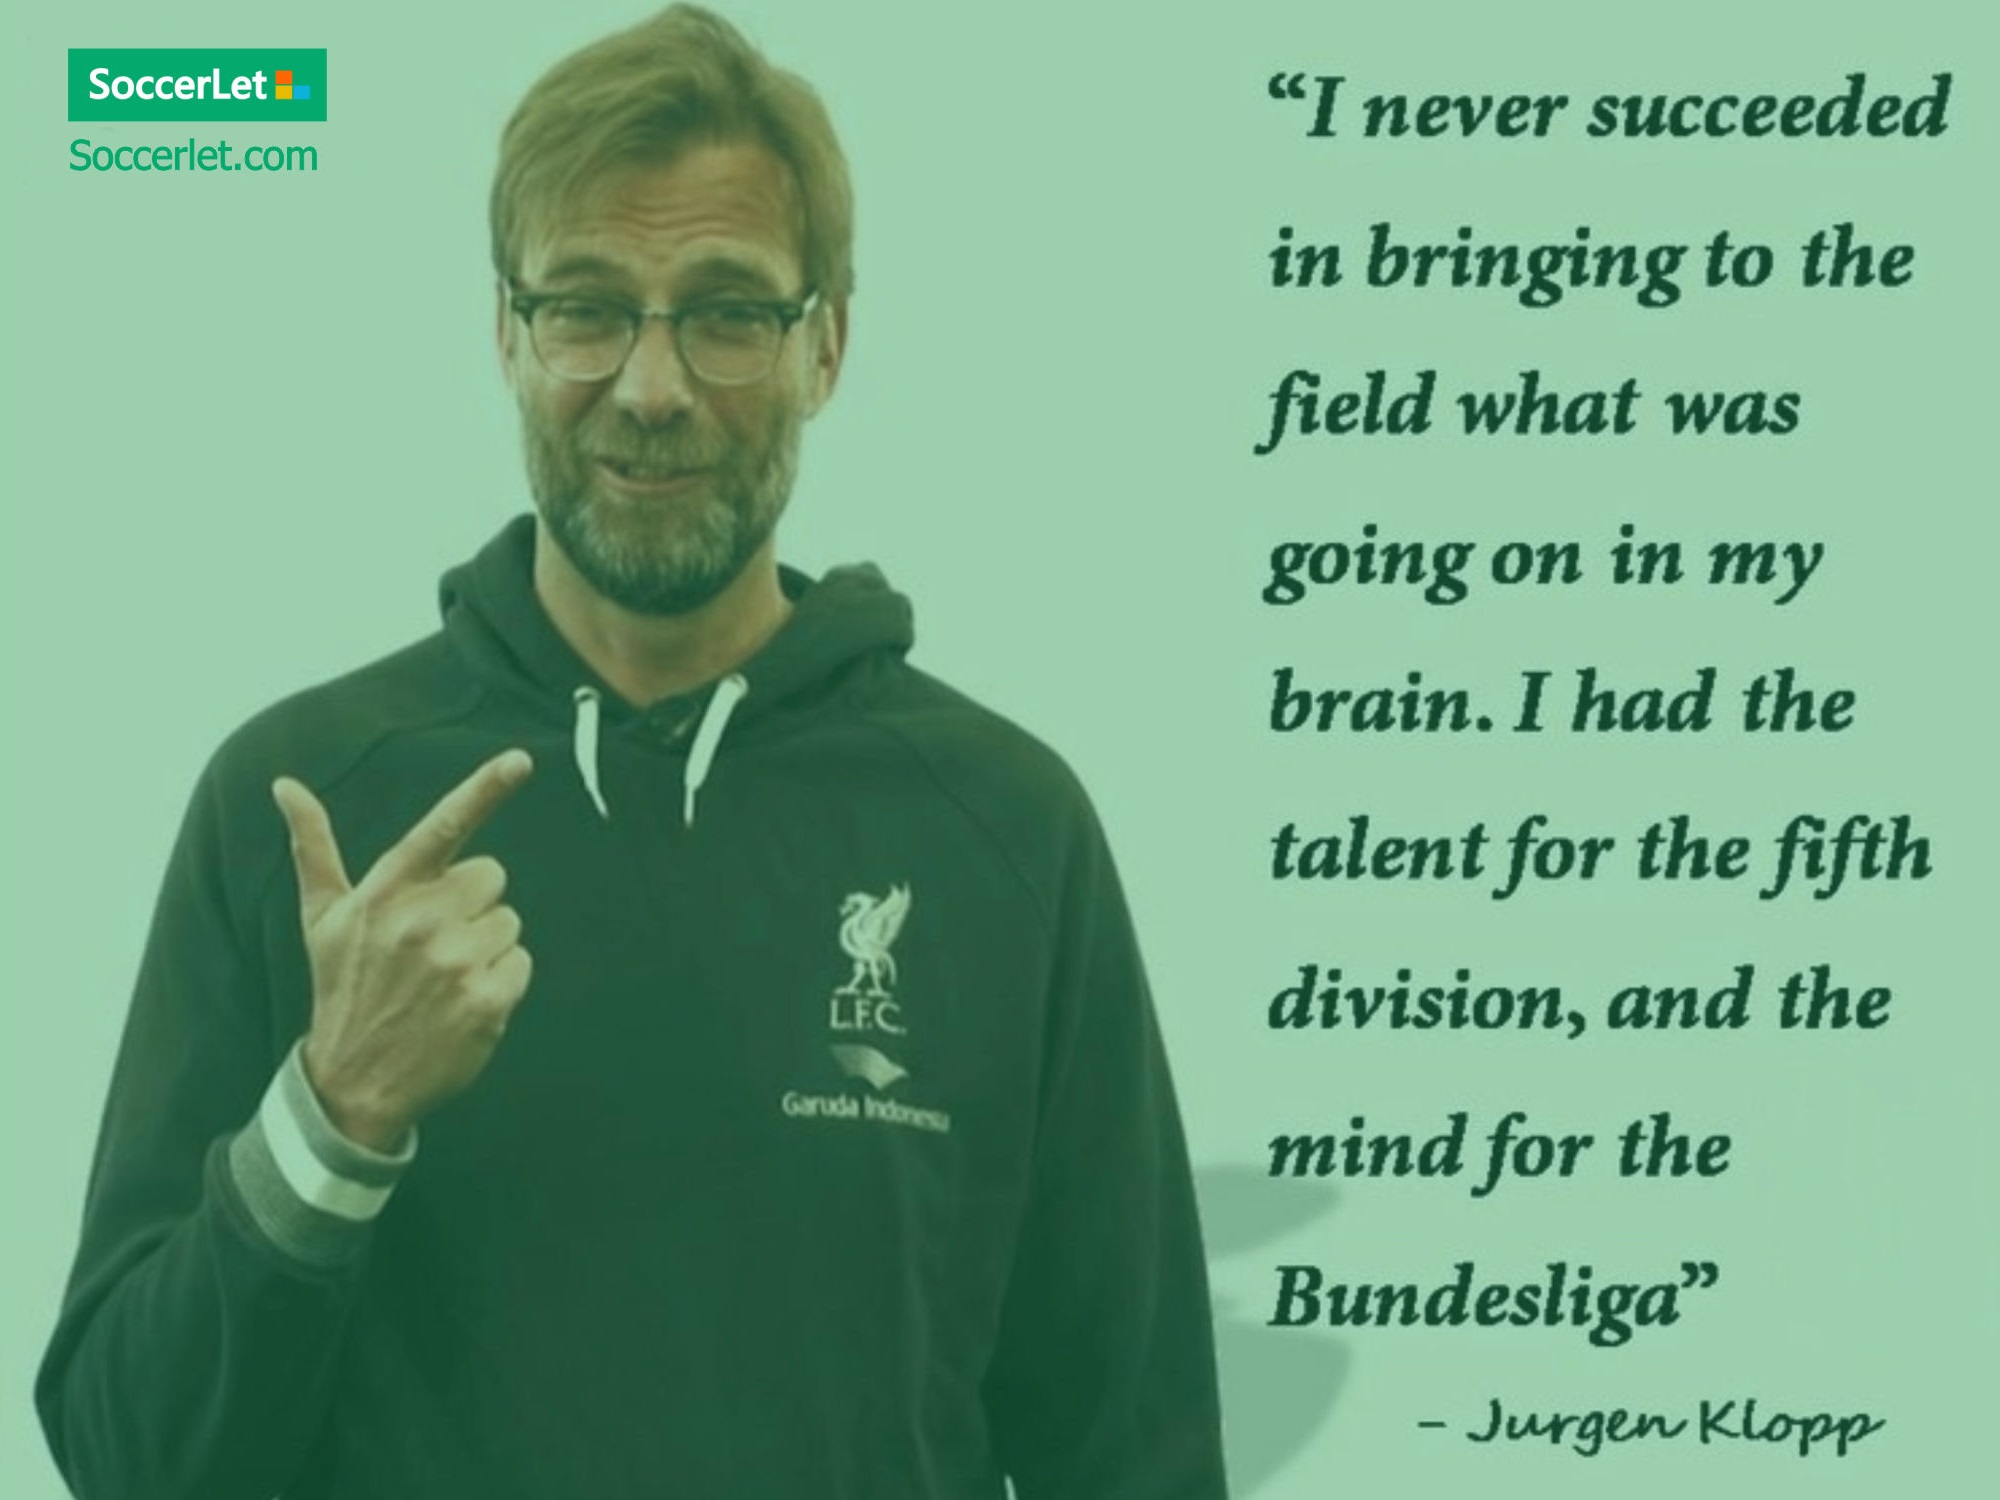 SoccerLet
Soccerlet.com
“I never succeeded
in bringing to the
field what was
going on in my
brain. I had the
talent for the fifth
division, and the
mind for the
Bundesliga”
– Jurgen Klopp
L.F.C.
Garuda Indonesia